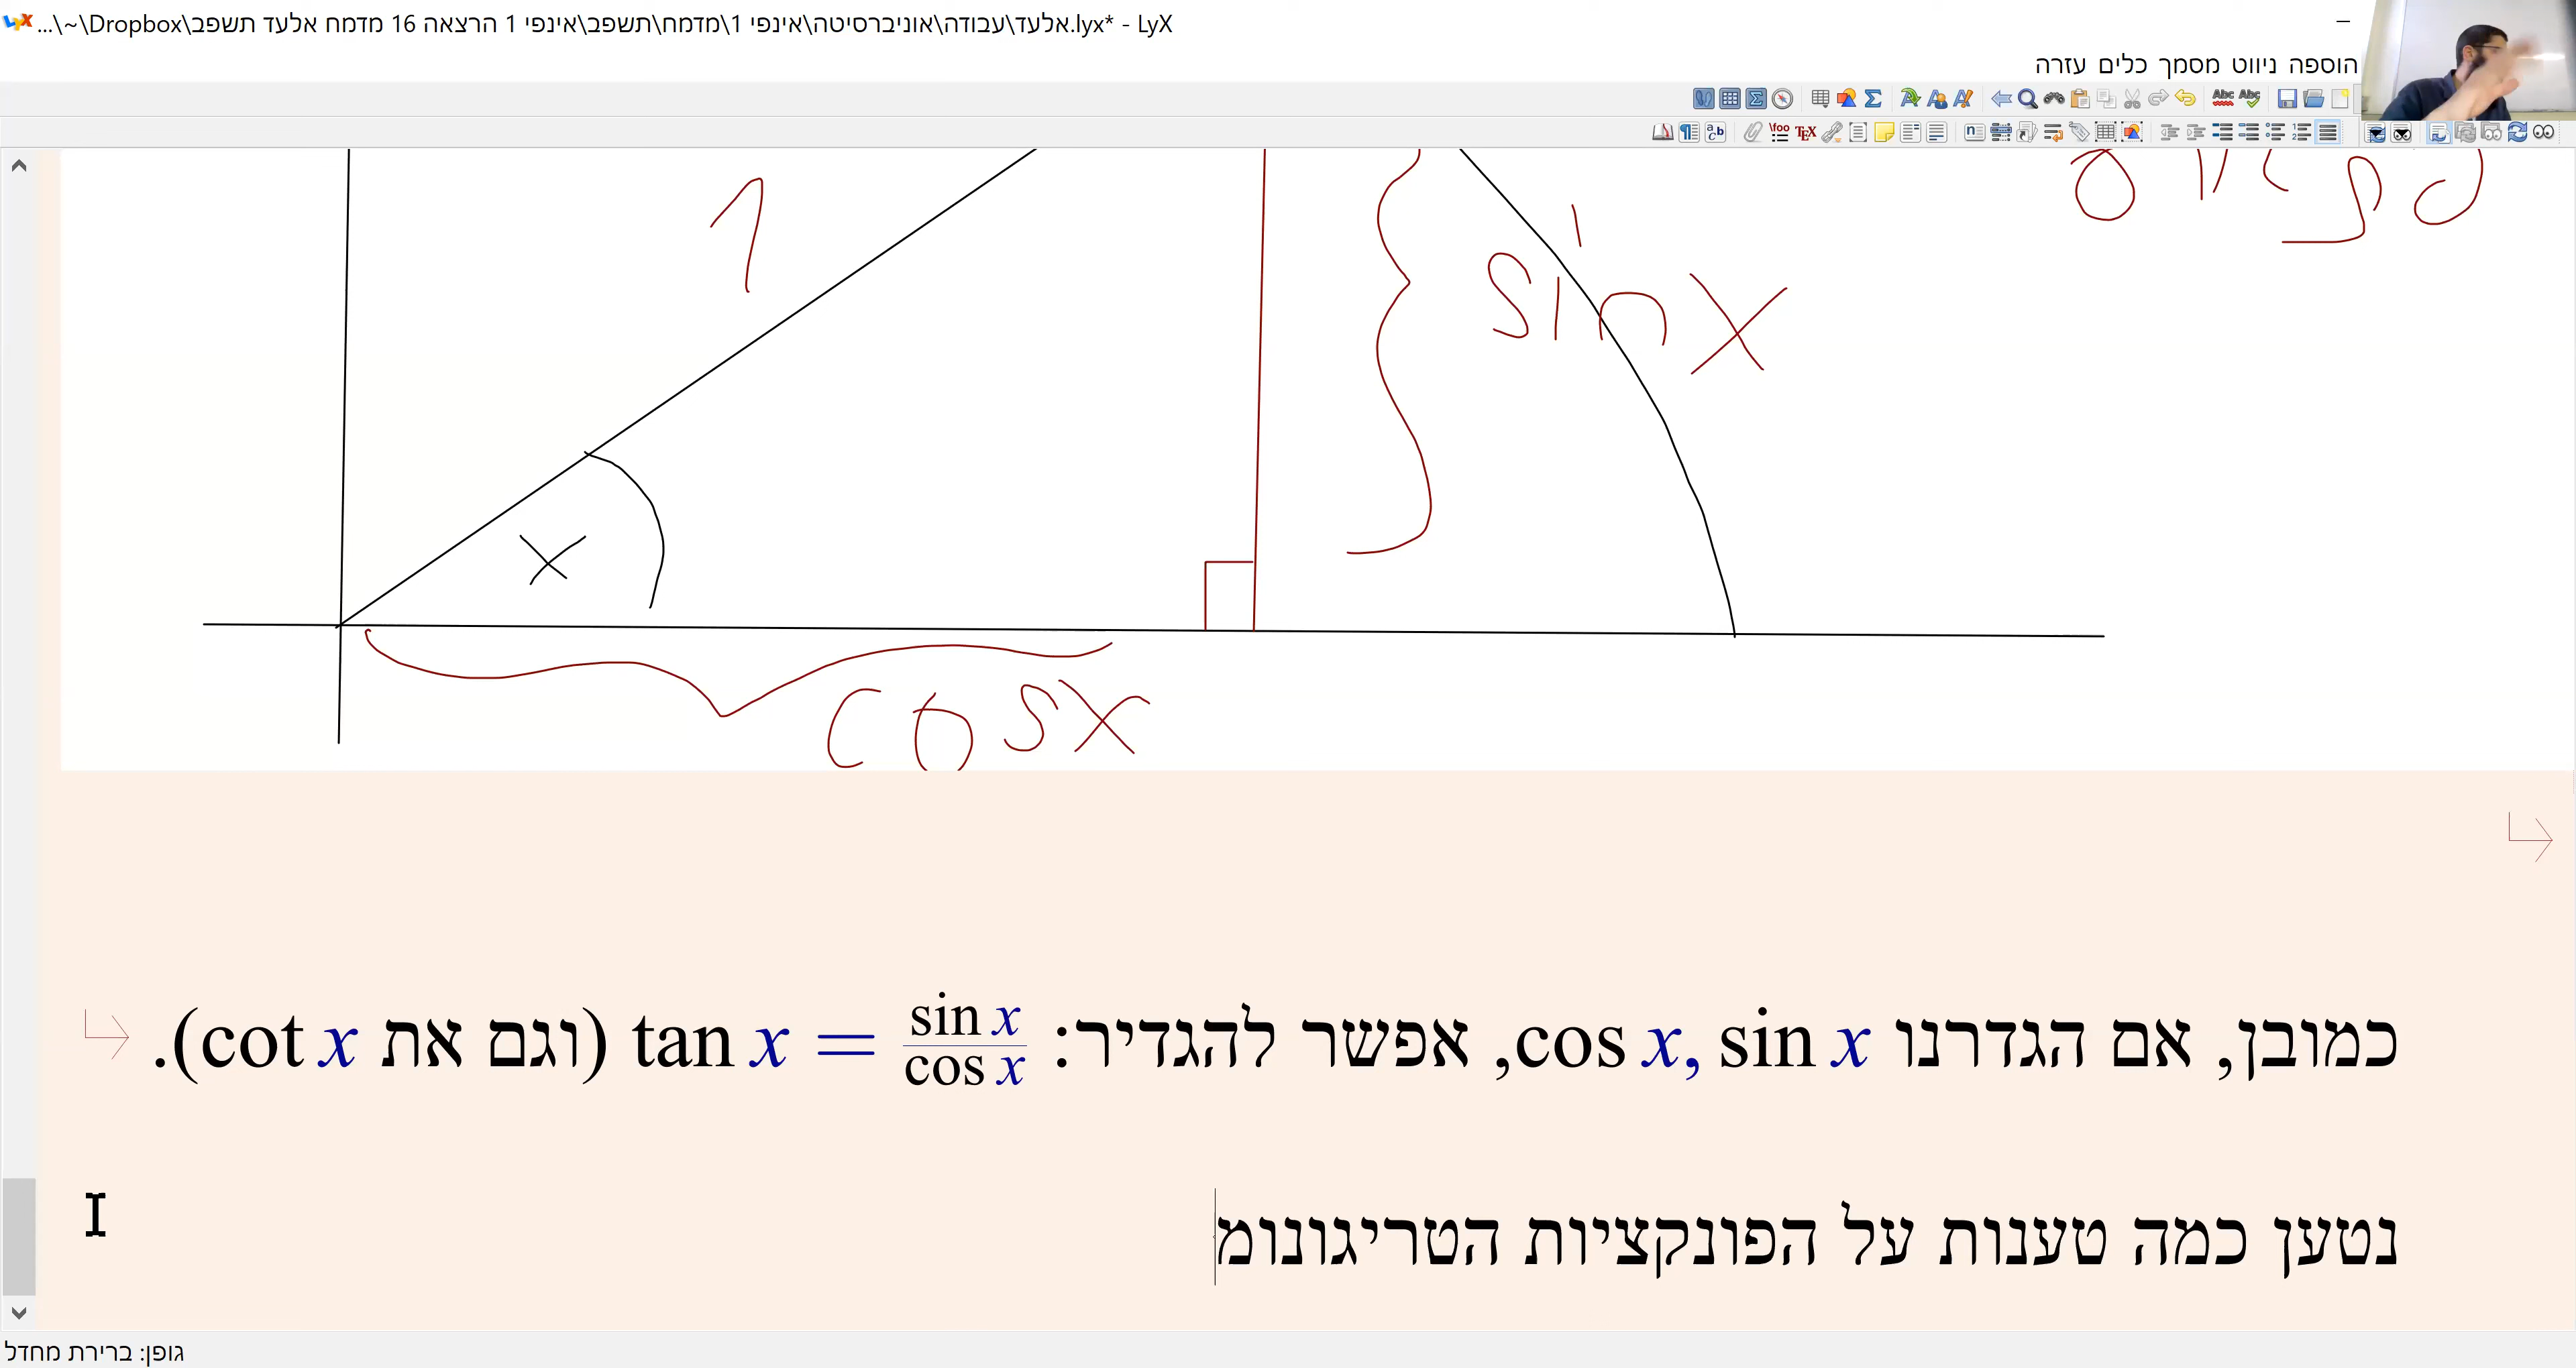 ...\~\Dropbox\אלעד\עבודה\אוניברסיטה\אינפי 1\מדמח\תשפב\אינפי 1 הרצאה 16 מדמח אלעד תשפב.lyx* - LyX
הוספה ניווט מסמך כלים עזרה
1
sin x
x
cos x
כמובן, אם הגדרנו cos x, sin x, אפשר להגדיר: tan x = sin x / cos x (וגם את cot x).
נטען כמה טענות על הפונקציות הטריגונומ
גופן: ברירת מחדל